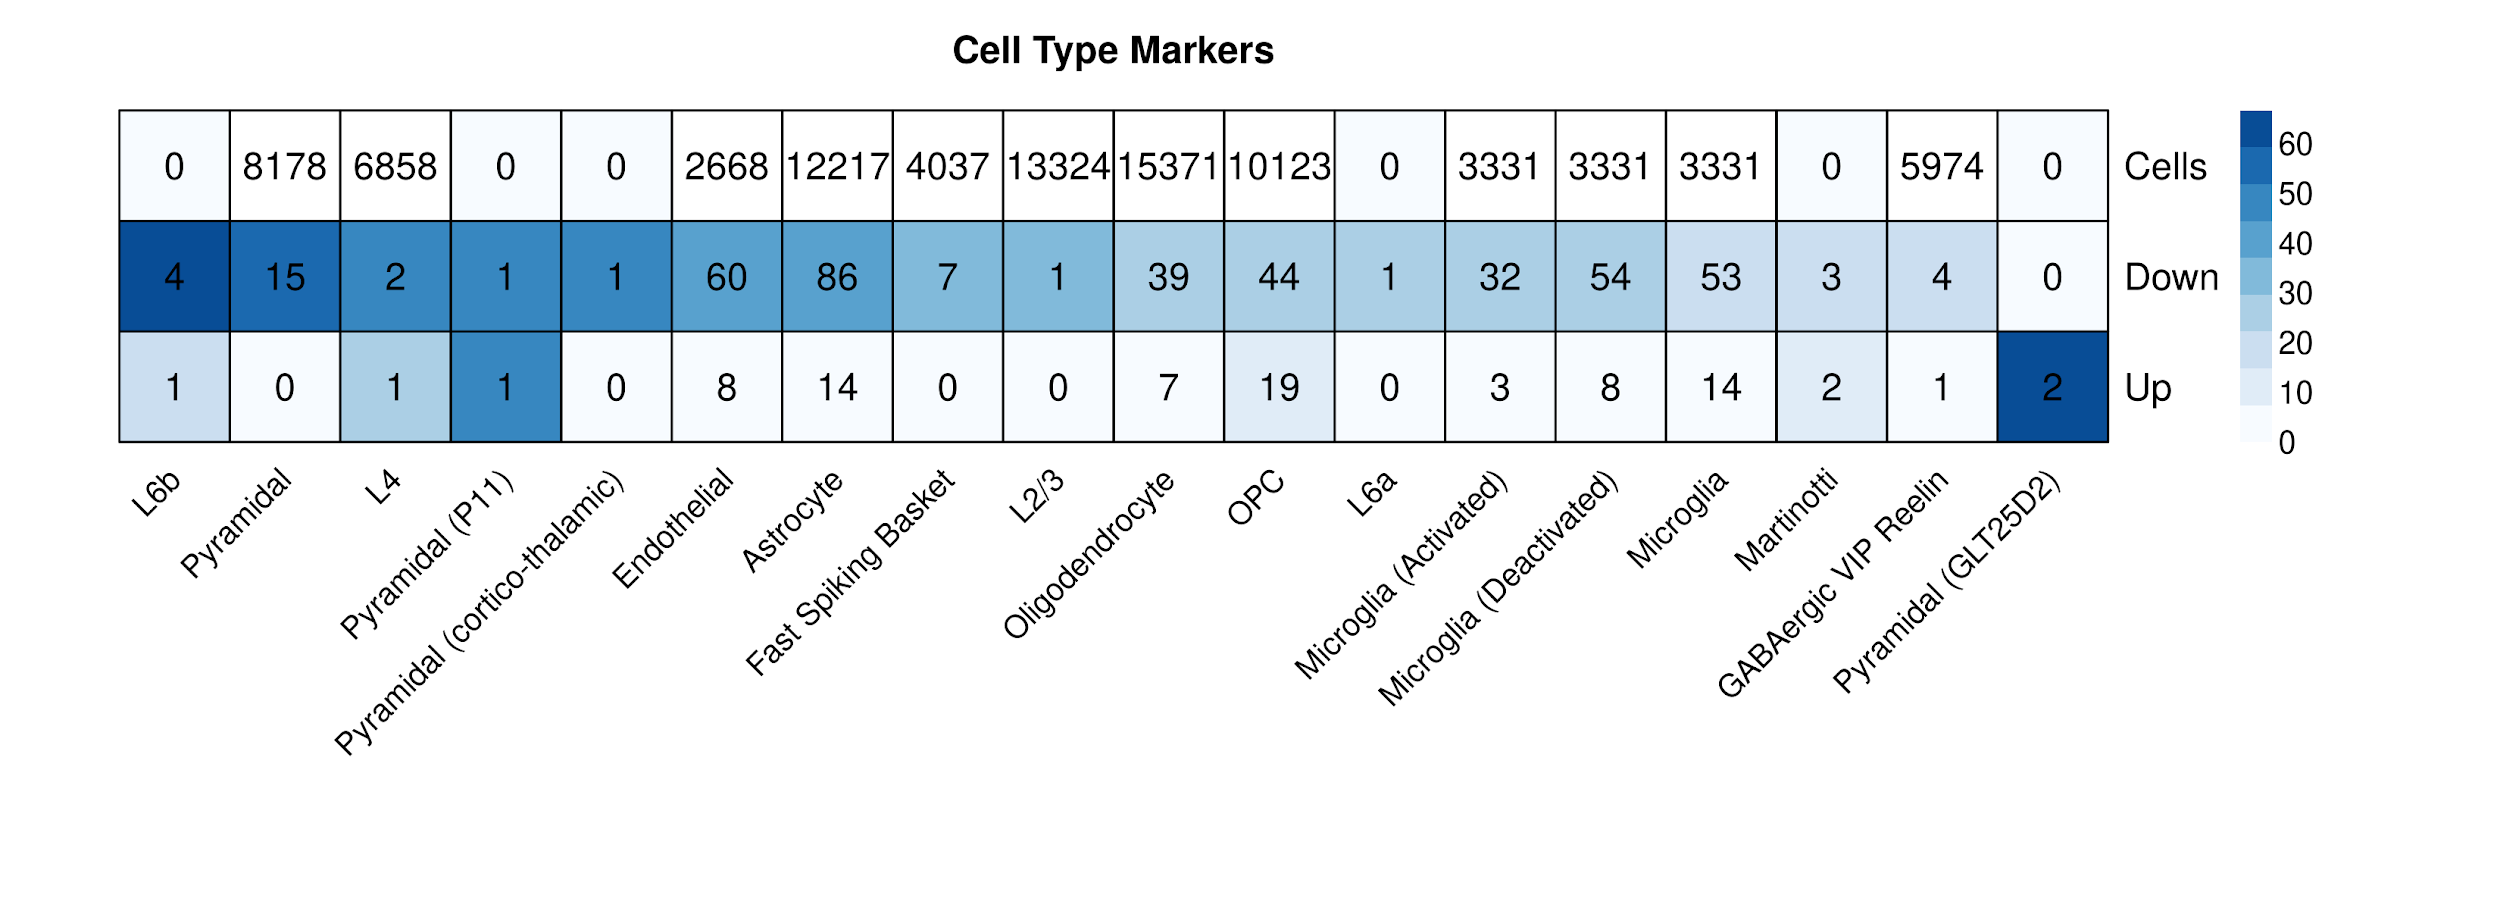 Cell Type Markers
0 8178 6858 0 0 2668 12217 4037 13324 15371 10123 0 3331 3331 3331 0 5974 0 Cells
4 15 2 1 1 60 86 7 1 39 44 1 32 54 53 3 4 0 Down
1 0 1 1 0 8 14 0 0 7 19 0 3 8 14 2 1 2 Up
60
50
40
30
20
10
0
L6b
Pyramidal
L4
Pyramidal (P11)
Pyramidal (cortico-thalamic)
Endothelial
Astrocyte
Fast Spiking Basket
L2/3
Oligodendrocyte
OPC
L6a
Microglia (Activated)
Microglia (Deactivated)
Microglia
Martinotti
GABAergic VIP Reelin
Pyramidal (GLT25D2)